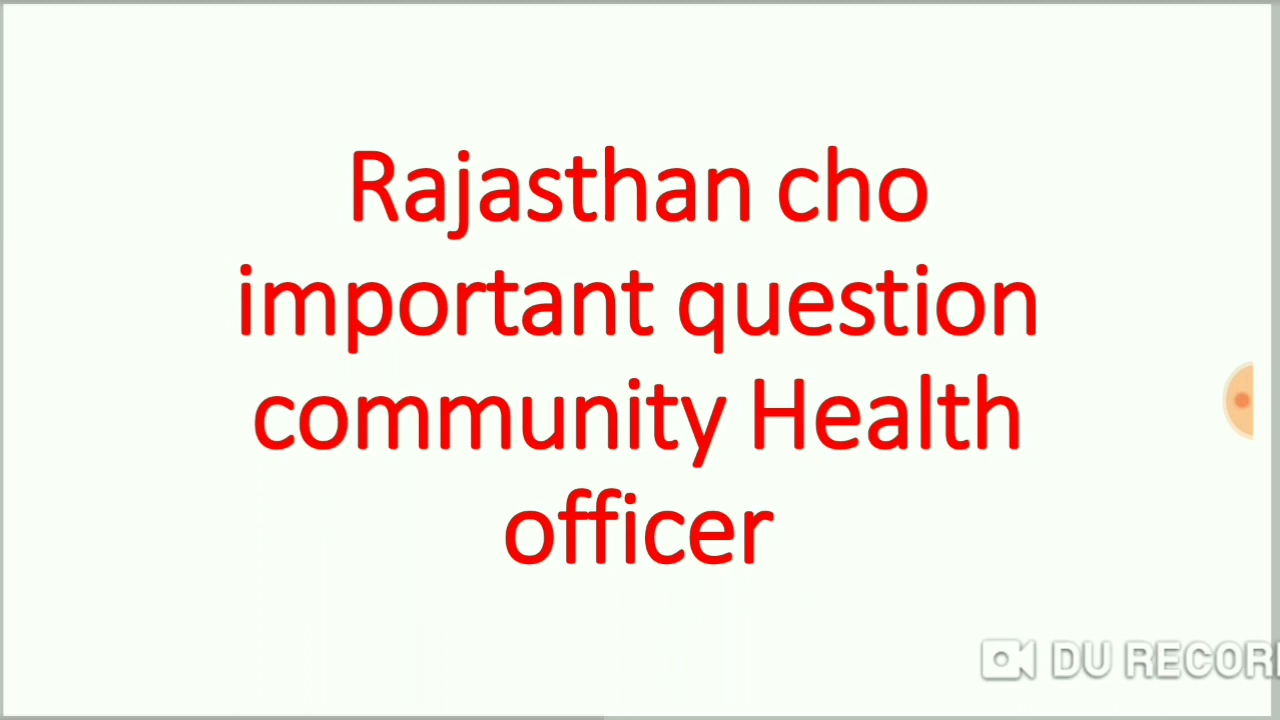 Rajasthan cho
important question
community Health
officer
DU RECOR